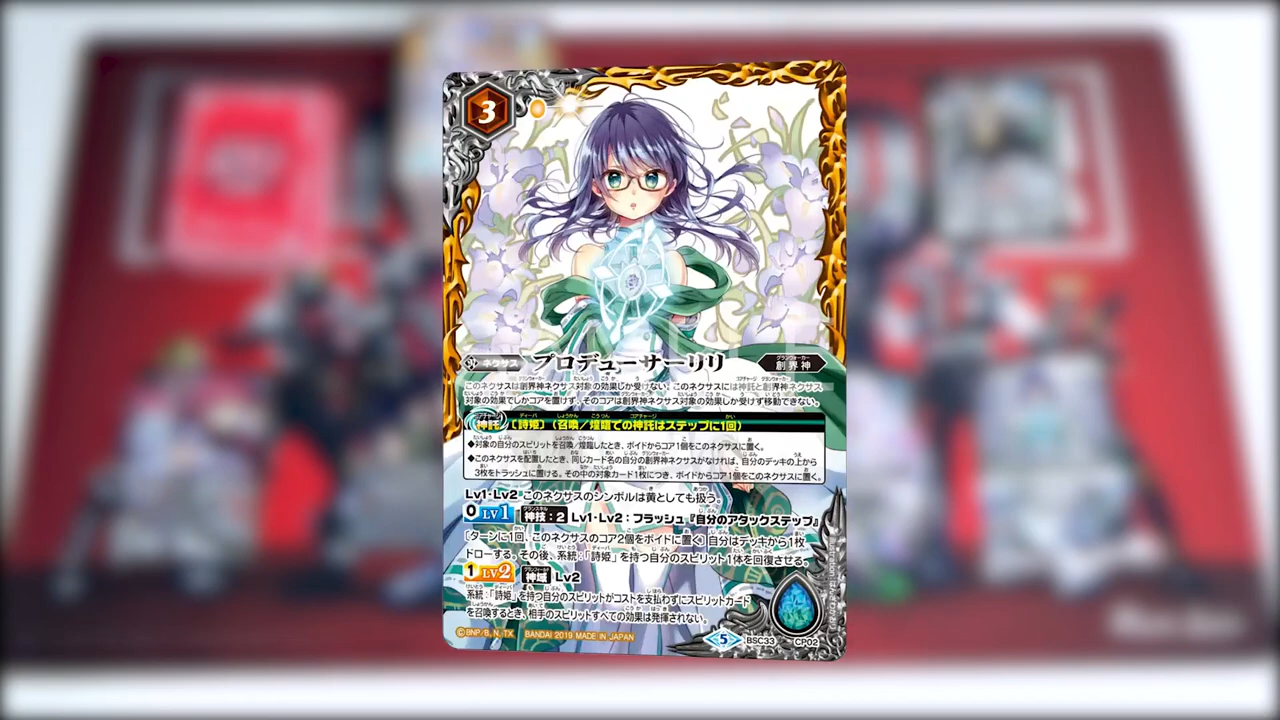 3
ネクサス
プロデューサーリリ
グランウォーカー
創界神
このネクサスは創界神ネクサス対象の効果しか受けない。このネクサスには神託と創界神ネクサス
対象の効果でしかコアを置けず、そのコアは創界神ネクサス対象の効果しか受けず移動できない。
コアチャージ
神託
〔詩姫〕(召喚/煌臨での神託はステップに1回)
◆対象の自分のスピリットを召喚/煌臨したとき、ボイドからコア1個をこのネクサスに置く。
◆このネクサスを配置したとき、同じカード名の自分の創界神ネクサスがなければ、自分のデッキの上から
3枚をトラッシュに置ける。その中の対象カード1枚につき、ボイドからコア1個をこのネクサスに置く。
Lv1・Lv2 このネクサスのシンボルは黄としても扱う。
0 LV1 神技:2 Lv1・Lv2:フラッシュ『自分のアタックステップ』
〔ターンに1回、このネクサスのコア2個をボイドに置く〕自分はデッキから1枚
ドローする。その後、系統:「詩姫」を持つ自分のスピリット1体を回復させる。
1 LV2 神域 Lv2
系統:「詩姫」を持つ自分のスピリットがコストを支払わずにスピリットカード
を召喚するとき、相手のスピリットすべての効果は発揮されない。
©BNP/B, N, TX BANDAI 2019 MADE IN JAPAN
5 BSC33 CP02